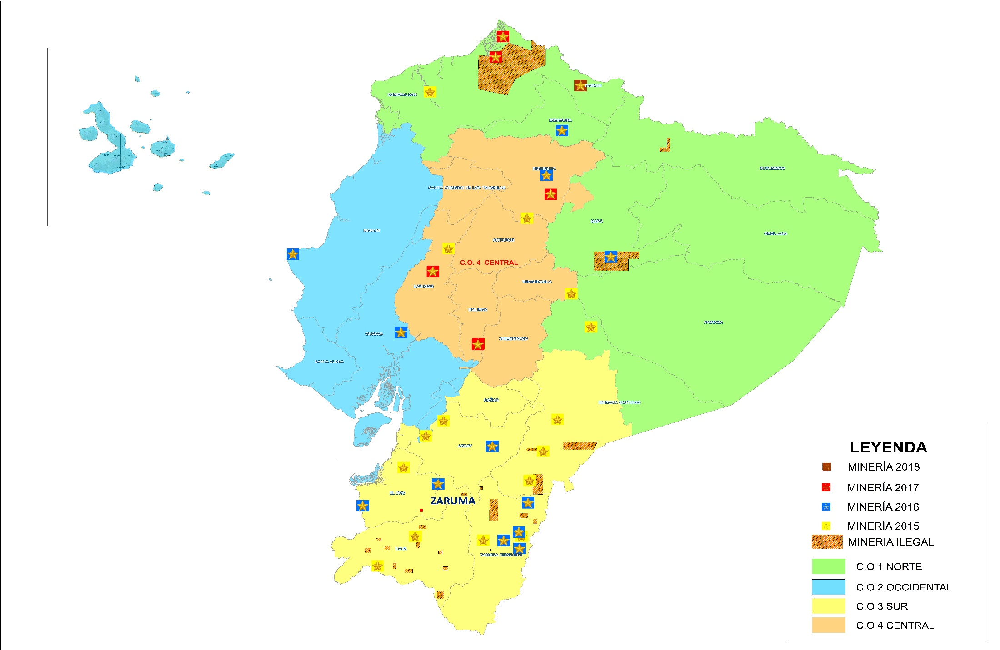 CARCHI
ESMERALDAS
IMBABURA
PICHINCHA
SUCUMBIOS
SANTO DOMINGO DE LOS TSACHILAS
NAPO
MANABI
ORELLANA
COTOPAXI
C.O. 4 CENTRAL
TUNGURAHUA
LOS RIOS
BOLIVAR
PASTAZA
GUAYAS
CHIMBORAZO
SANTA ELENA
CAÑAR
MORONA SANTIAGO
AZUAY
EL ORO
ZARUMA
LOJA
ZAMORA CHINCHIPE
LEYENDA
MINERÍA 2018
MINERÍA 2017
MINERÍA 2016
MINERÍA 2015
MINERIA ILEGAL
C.O 1 NORTE
C.O 2 OCCIDENTAL
C.O 3 SUR
C.O 4 CENTRAL